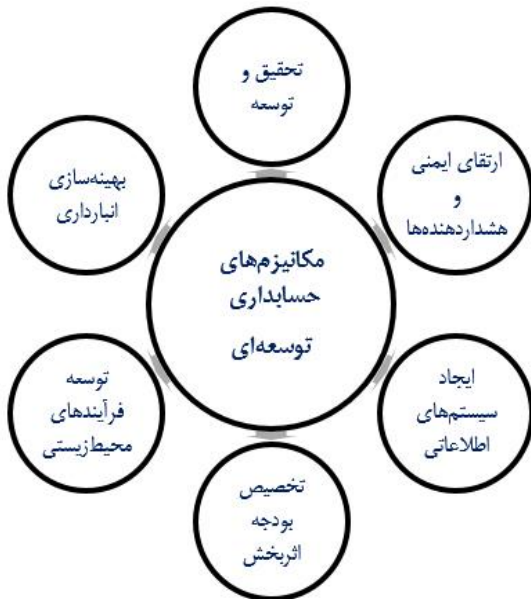 تحقیق و
توسعه
ارتقای ایمنی
و
هشداردهنده‌ها
بهینه‌سازی
انبارداری
مکانیزم‌های
حسابداری
توسعه‌ای
ایجاد
سیستم‌های
اطلاعاتی
توسعه
فرآیندهای
محیط‌زیستی
تخصیص
بودجه
اثربخش